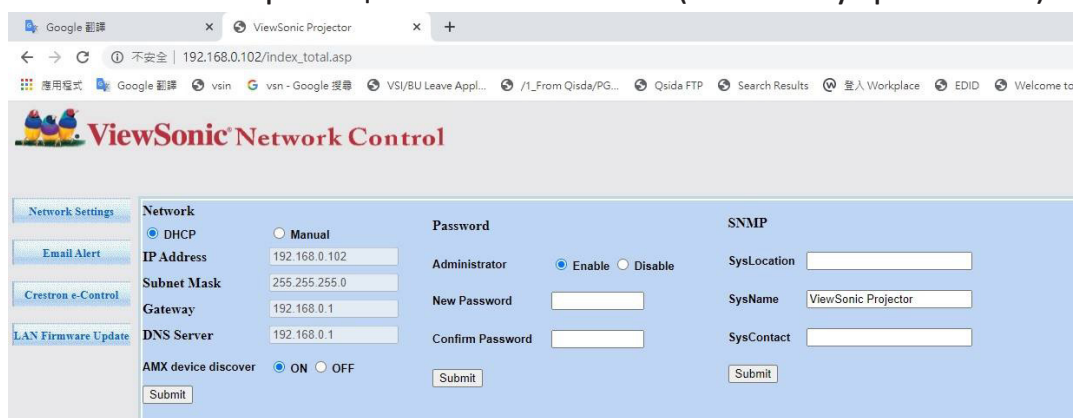 Google 翻譯
ViewSonic Projector
不安全 | 192.168.0.102/index_total.asp
應用程式 Google 翻譯 vsin vsn - Google 搜尋 VSI/BU Leave Appl... /1_From Qisda/PG... Qsida FTP Search Results 登入 Workplace EDID Welcome to
ViewSonic® Network Control
Network Settings
Email Alert
Crestron e-Control
LAN Firmware Update
Network
DHCP Manual
IP Address 192.168.0.102
Subnet Mask 255.255.255.0
Gateway 192.168.0.1
DNS Server 192.168.0.1
AMX device discover ON OFF
Submit
Password
Administrator Enable Disable
New Password
Confirm Password
Submit
SNMP
SysLocation
SysName ViewSonic Projector
SysContact
Submit